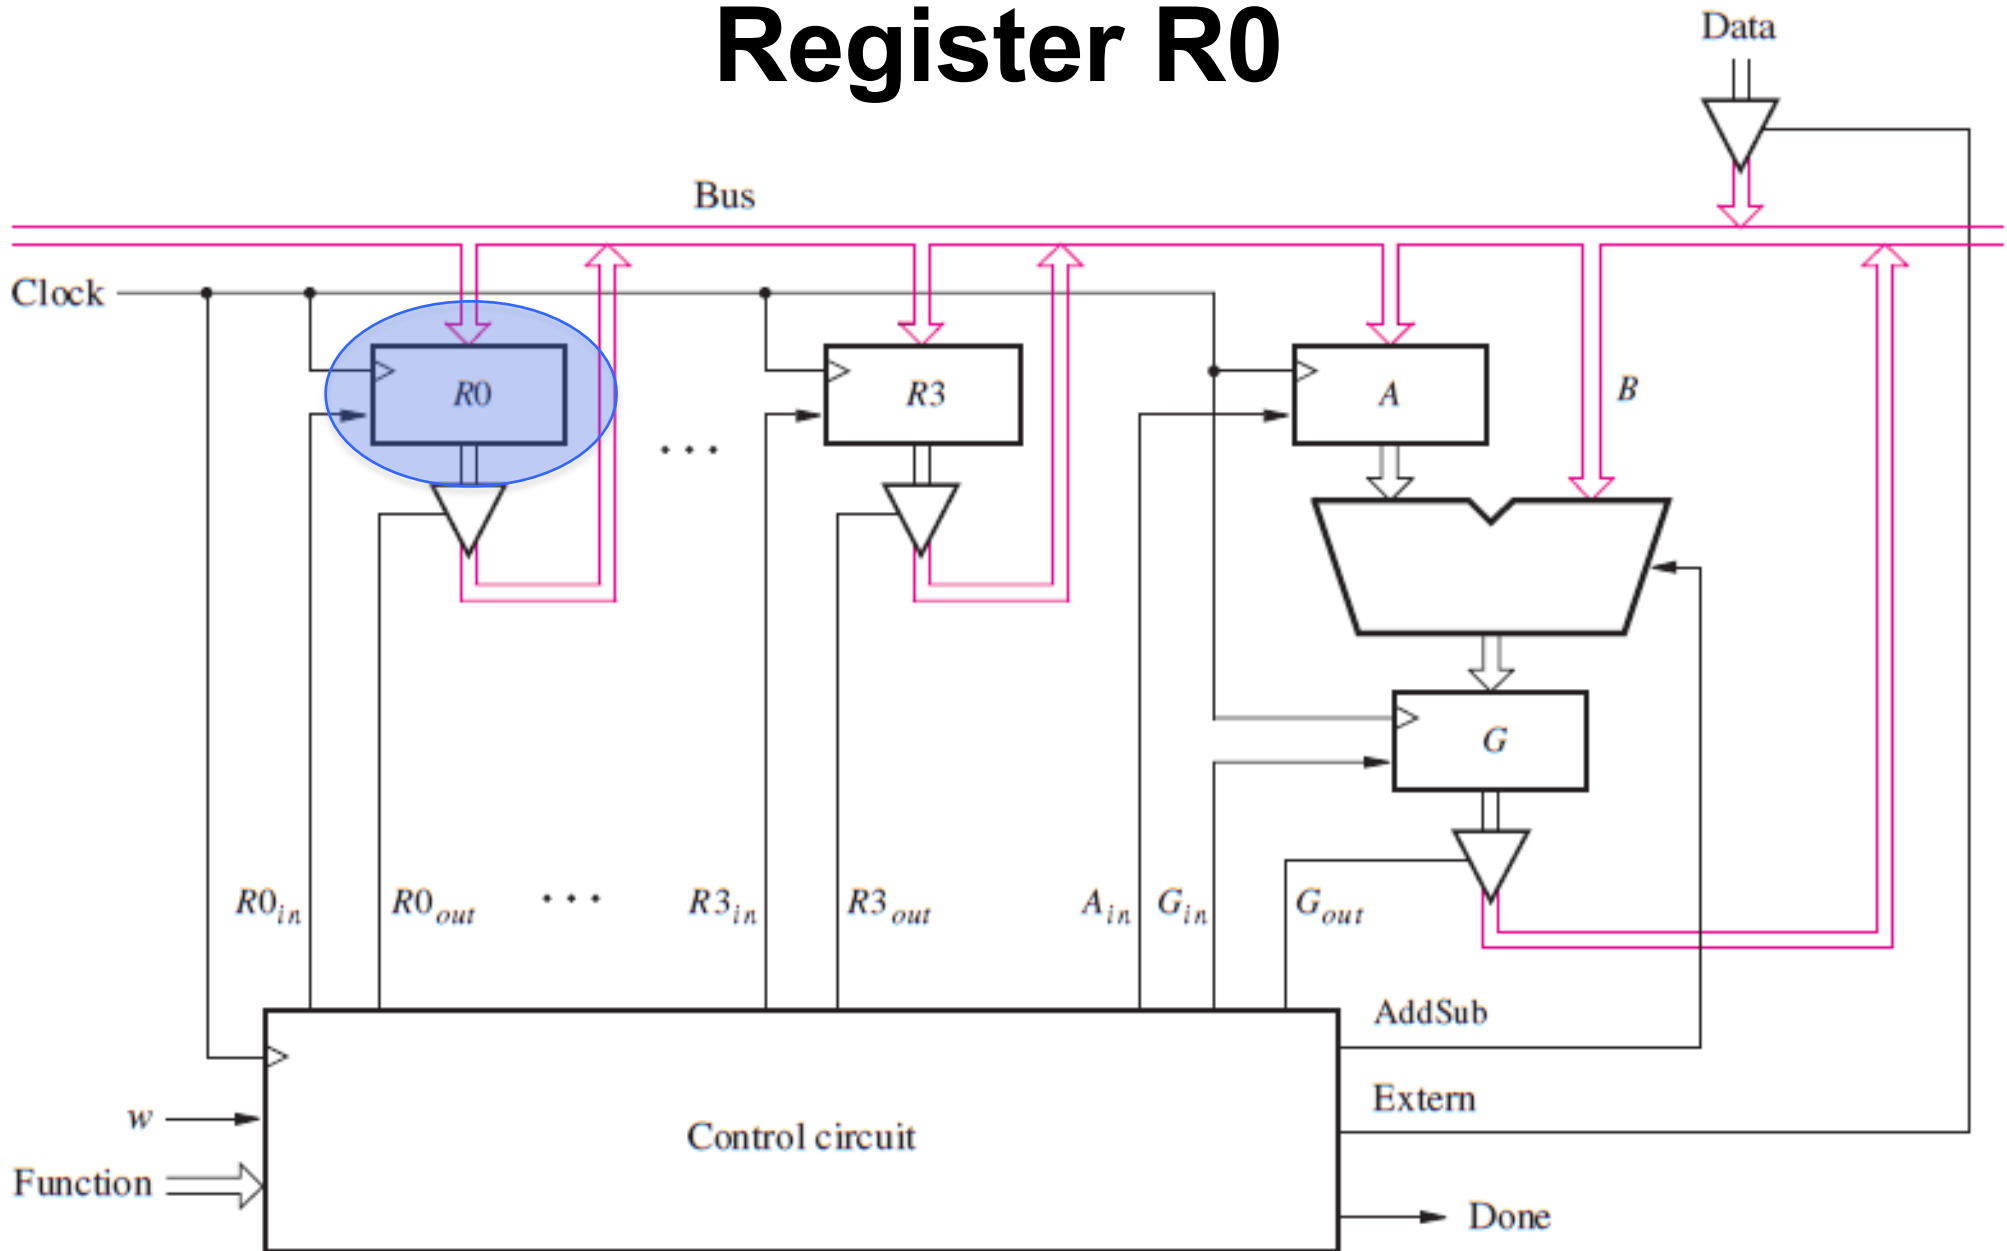 Register R0
Data
Bus
Clock
R0
R3
A
B
. . .
G
R0in
R0out
. . .
R3in
R3out
Ain
Gin
Gout
AddSub
Extern
w
Control circuit
Function
Done